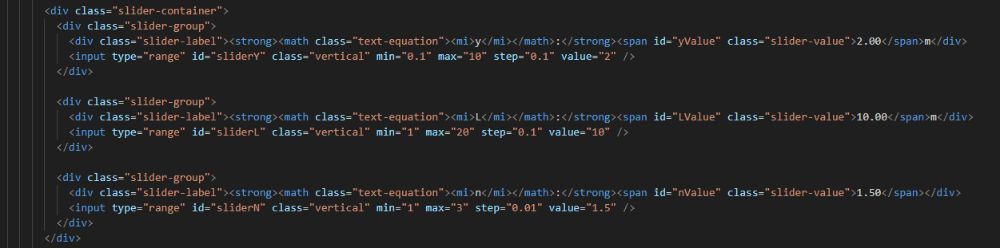 <div class="slider-container">
<div class="slider-group">
<div class="slider-label"><strong><math class="text-equation"><mi>y</mi></math>:</strong><span id="yValue" class="slider-value">2.00</span>m</div>
<input type="range" id="sliderY" class="vertical" min="0.1" max="10" step="0.1" value="2" />
</div>
<div class="slider-group">
<div class="slider-label"><strong><math class="text-equation"><mi>L</mi></math>:</strong><span id="LValue" class="slider-value">10.00</span>m</div>
<input type="range" id="sliderL" class="vertical" min="1" max="20" step="0.1" value="10" />
</div>
<div class="slider-group">
<div class="slider-label"><strong><math class="text-equation"><mi>n</mi></math>:</strong><span id="nValue" class="slider-value">1.50</span></div>
<input type="range" id="sliderN" class="vertical" min="1" max="3" step="0.01" value="1.5" />
</div>
</div>